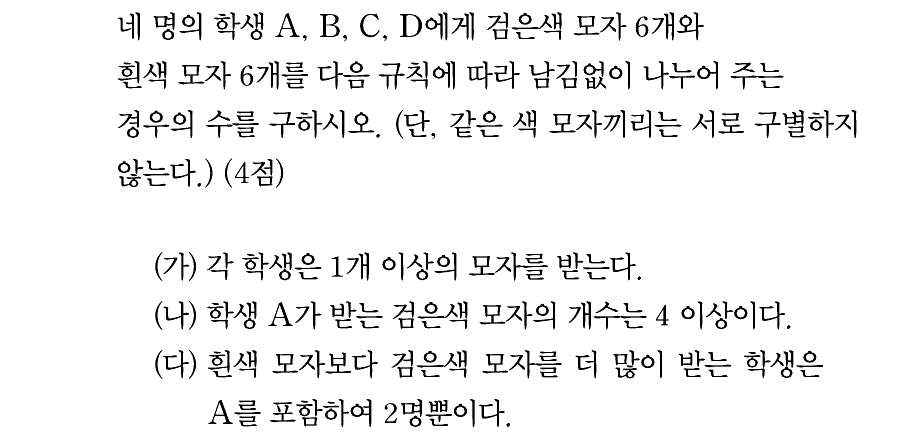 네 명의 학생 A, B, C, D에게 검은색 모자 6개와
흰색 모자 6개를 다음 규칙에 따라 남김없이 나누어 주는
경우의 수를 구하시오. (단, 같은 색 모자끼리는 서로 구별하지
않는다.) (4점)
(가) 각 학생은 1개 이상의 모자를 받는다.
(나) 학생 A가 받는 검은색 모자의 개수는 4 이상이다.
(다) 흰색 모자보다 검은색 모자를 더 많이 받는 학생은
A를 포함하여 2명뿐이다.